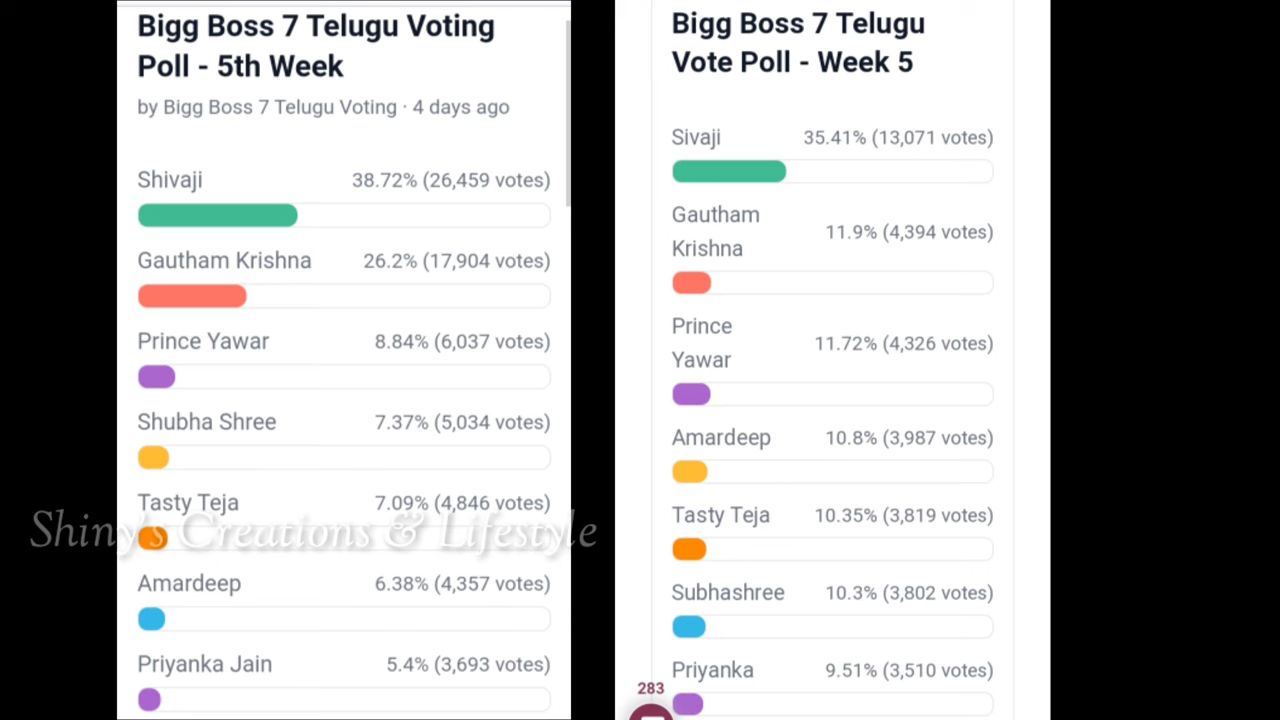 Bigg Boss 7 Telugu Voting
Poll - 5th Week
by Bigg Boss 7 Telugu Voting · 4 days ago
Shivaji 38.72% (26,459 votes)
Gautham Krishna 26.2% (17,904 votes)
Prince Yawar 8.84% (6,037 votes)
Shubha Shree 7.37% (5,034 votes)
Tasty Teja 7.09% (4,846 votes)
Shiny's Creations & Lifestyle
Amardeep 6.38% (4,357 votes)
Priyanka Jain 5.4% (3,693 votes)
Bigg Boss 7 Telugu
Vote Poll - Week 5
Sivaji 35.41% (13,071 votes)
Gautham
Krishna 11.9% (4,394 votes)
Prince
Yawar 11.72% (4,326 votes)
Amardeep 10.8% (3,987 votes)
Tasty Teja 10.35% (3,819 votes)
Subhashree 10.3% (3,802 votes)
Priyanka 9.51% (3,510 votes)
283